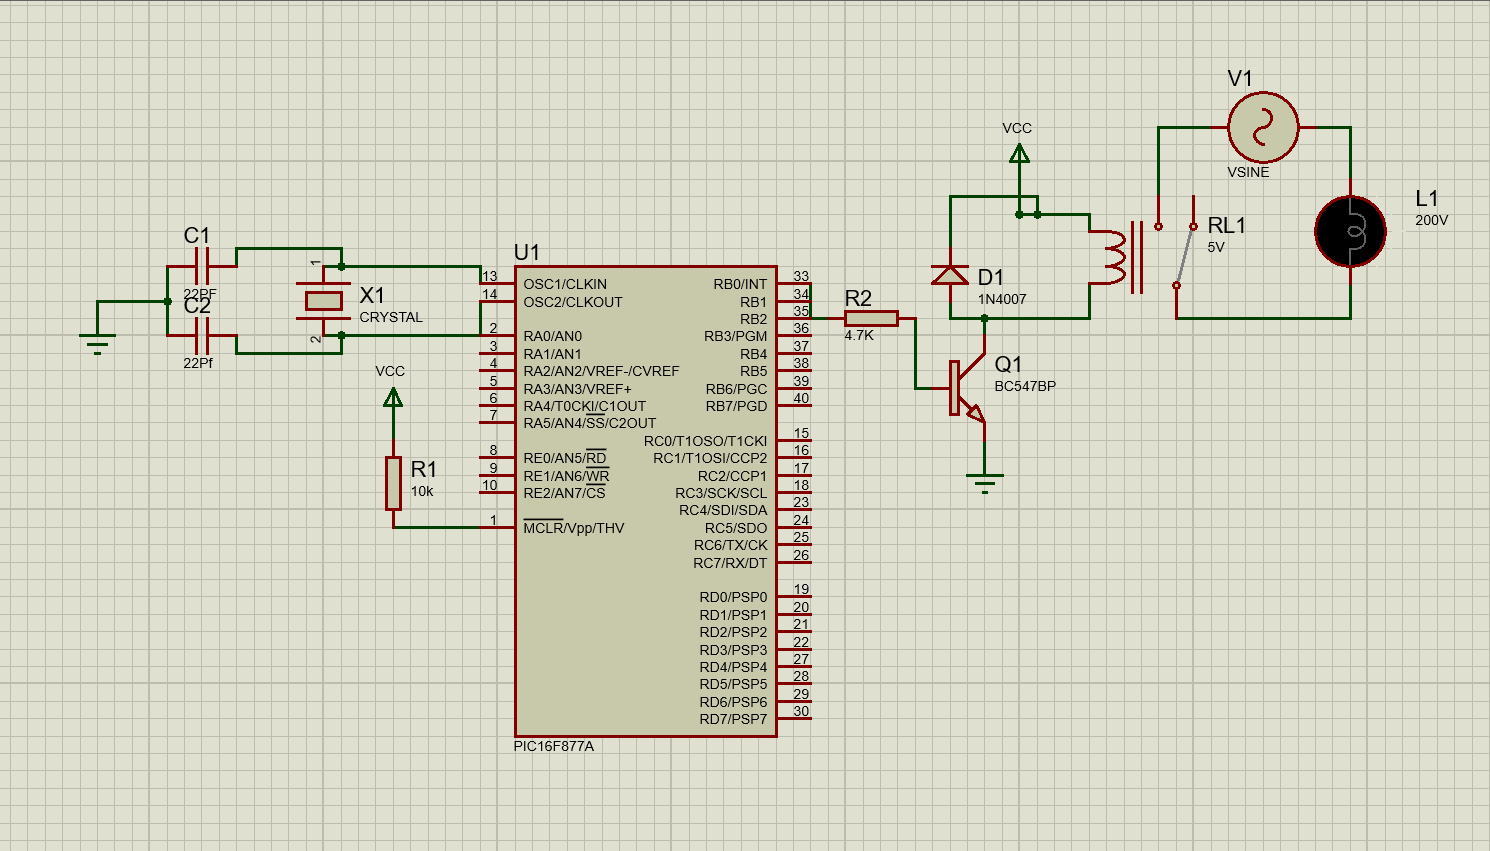 V1
VSINE
VCC
L1
200V
RL1
5V
C1
22PF
C2
22Pf
1
2
X1
CRYSTAL
U1
D1
1N4007
R2
4.7K
Q1
BC547BP
VCC
R1
10k
13 OSC1/CLKIN RB0/INT 33
14 OSC2/CLKOUT RB1 34
RB2 35
2 RA0/AN0 RB3/PGM 36
3 RA1/AN1 RB4 37
4 RA2/AN2/VREF-/CVREF RB5 38
5 RA3/AN3/VREF+ RB6/PGC 39
6 RA4/T0CKI/C1OUT RB7/PGD 40
7 RA5/AN4/SS/C2OUT
RC0/T1OSO/T1CKI 15
8 RE0/AN5/RD RC1/T1OSI/CCP2 16
9 RE1/AN6/WR RC2/CCP1 17
10 RE2/AN7/CS RC3/SCK/SCL 18
RC4/SDI/SDA 23
1 MCLR/Vpp/THV RC5/SDO 24
RC6/TX/CK 25
RC7/RX/DT 26
RD0/PSP0 19
RD1/PSP1 20
RD2/PSP2 21
RD3/PSP3 22
RD4/PSP4 27
RD5/PSP5 28
RD6/PSP6 29
RD7/PSP7 30
PIC16F877A